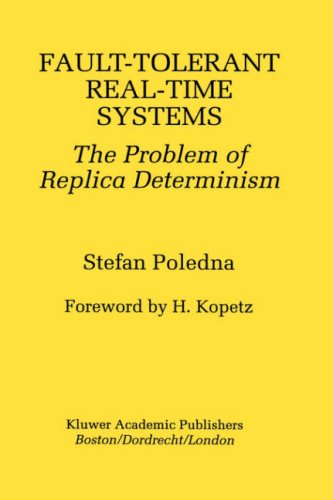 FAULT-TOLERANT
REAL-TIME
SYSTEMS
The Problem of
Replica Determinism
Stefan Poledna
Foreword by H. Kopetz
Kluwer Academic Publishers
Boston/Dordrecht/London